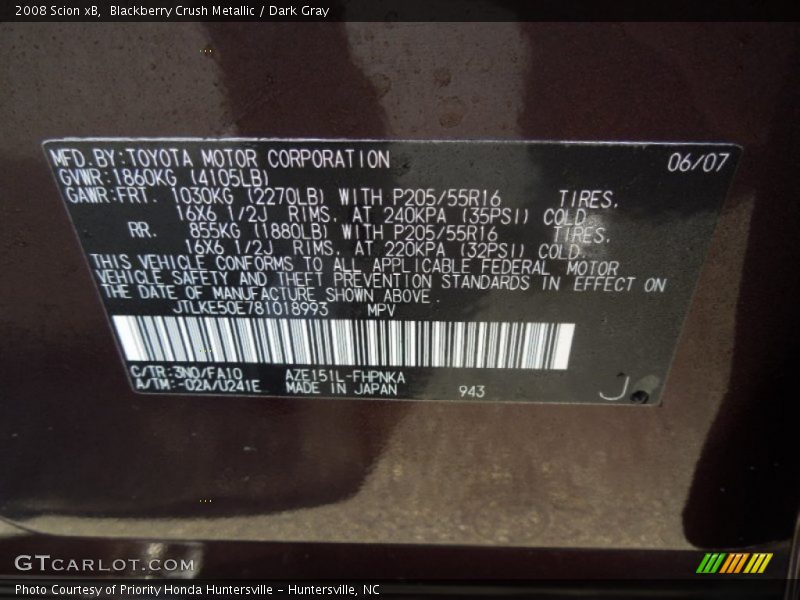 2008 Scion xB,  Blackberry Crush Metallic / Dark Gray
MFD.BY:TOYOTA MOTOR CORPORATION 06/07
GVWR:1860KG (4105LB)
GAWR:FRT. 1030KG (2270LB) WITH P205/55R16 TIRES,
16X6 1/2J RIMS, AT 240KPA (35PSI) COLD
RR. 855KG (1880LB) WITH P205/55R16 TIRES,
16X6 1/2J RIMS, AT 220KPA (32PSI) COLD
THIS VEHICLE CONFORMS TO ALL APPLICABLE FEDERAL MOTOR
VEHICLE SAFETY AND THEFT PREVENTION STANDARDS IN EFFECT ON
THE DATE OF MANUFACTURE SHOWN ABOVE.
JTLKE50E781018993 MPV
C/TR:3N0/FA10 AZE151L-FHPNKA
A/TM:-02A/U241E MADE IN JAPAN 943 J
GTCARLOT.COM
Photo Courtesy of Priority Honda Huntersville – Huntersville, NC